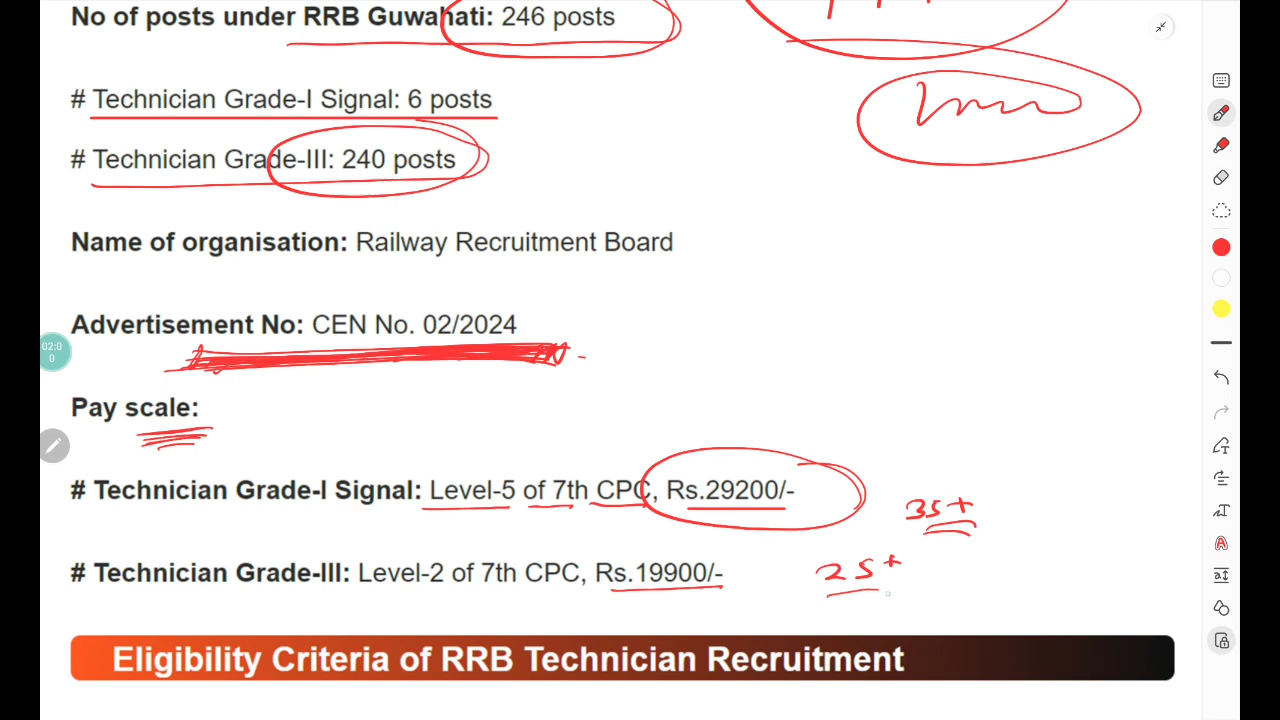 No of posts under RRB Guwahati: 246 posts
# Technician Grade-I Signal: 6 posts
# Technician Grade-III: 240 posts
Name of organisation: Railway Recruitment Board
Advertisement No: CEN No. 02/2024
02:0
0
Pay scale:
# Technician Grade-I Signal: Level-5 of 7th CPC, Rs.29200/-
35+
# Technician Grade-III: Level-2 of 7th CPC, Rs.19900/-
25+
Eligibility Criteria of RRB Technician Recruitment